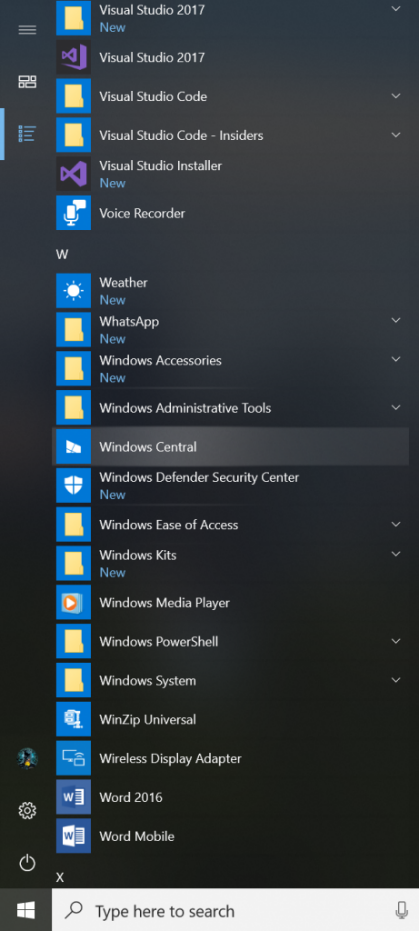 Visual Studio 2017
New
Visual Studio 2017
Visual Studio Code
Visual Studio Code - Insiders
Visual Studio Installer
New
Voice Recorder
W
Weather
New
WhatsApp
New
Windows Accessories
New
Windows Administrative Tools
Windows Central
Windows Defender Security Center
New
Windows Ease of Access
Windows Kits
New
Windows Media Player
Windows PowerShell
Windows System
WinZip Universal
Wireless Display Adapter
Word 2016
Word Mobile
X
Type here to search